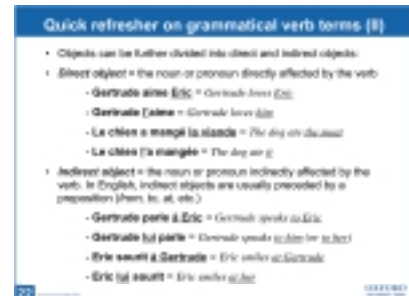 Quick refresher on grammatical verb terms (II)
• Objects can be further divided into direct and indirect objects:
• Direct object = the noun or pronoun directly affected by the verb
- Gertrude aime Eric = Gertrude loves Eric
- Gertrude l'aime = Gertrude loves him
- Le chien a mangé la viande = The dog ate the meat
- Le chien l'a mangée = The dog ate it
• Indirect object = the noun or pronoun indirectly affected by the
verb. In English, indirect objects are usually preceded by a
preposition (from, to, at, etc.)
- Gertrude parle à Eric = Gertrude speaks to Eric
- Gertrude lui parle = Gertrude speaks to him (or to her)
- Eric sourit à Gertrude = Eric smiles at Gertrude
- Eric lui sourit = Eric smiles at her
22
OXFORD